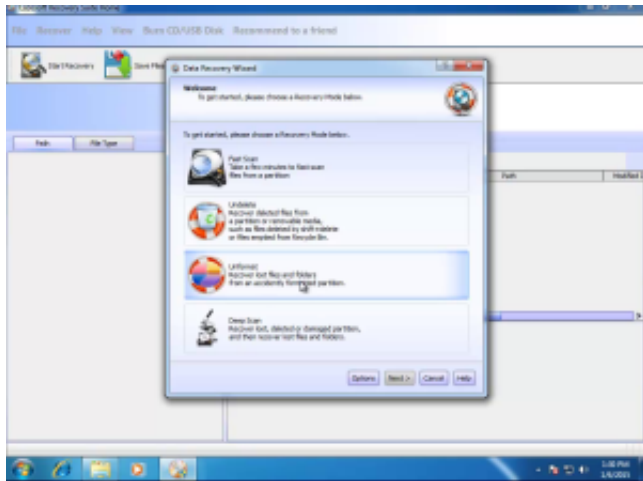 Recovery Suite Home
File Recover Help View Burn CD/USB Disk Recommend to a friend
Start Recovery Save Files
Data Recovery Wizard
Welcome
To get started, please choose a Recovery Mode below.
Path File Type
To get started, please choose a Recovery Mode below.
Path
Fast Scan
Take a few minutes to fast scan
files from a partition
Undelete
Recover deleted files from
a partition or removable media,
such as files deleted by shift+delete
or files emptied from Recycle Bin.
Unformat
Recover lost files and folders
from an accidently formatted partition.
Deep Scan
Recover lost, deleted or damaged partition,
and then recover lost files and folders.
Options Next > Cancel Help